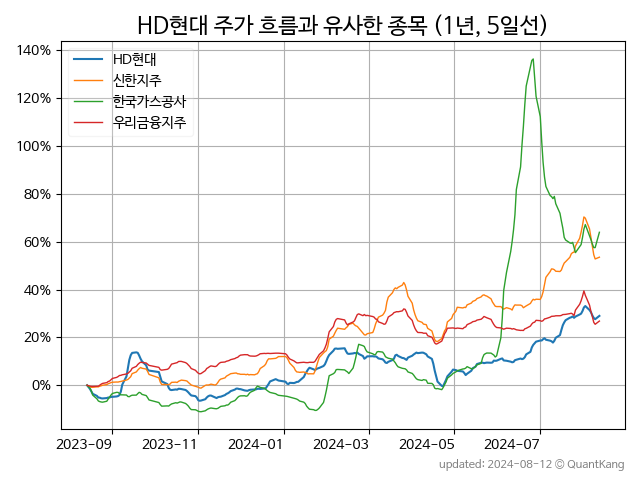 HD현대 주가 흐름과 유사한 종목 (1년, 5일선)
HD현대
신한지주
한국가스공사
우리금융지주
140%
120%
100%
80%
60%
40%
20%
0%
2023-09
2023-11
2024-01
2024-03
2024-05
2024-07
updated: 2024-08-12 © QuantKang